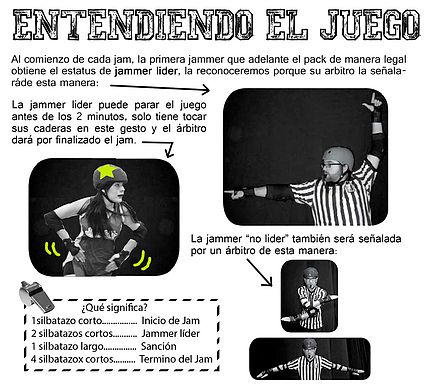 ENTENDIENDO EL JUEGO
Al comienzo de cada jam, la primera jammer que adelante el pack de manera legal
obtiene el estatus de jammer lider, la reconoceremos porque su arbitro la señala-
ráde esta manera:
La jammer lider puede parar el juego
antes de los 2 minutos, solo tiene tocar
sus caderas en este gesto y el árbitro
dará por finalizado el jam.
La jammer “no lider” también será señalada
por un árbitro de esta manera:
¿Qué significa?
1silbatazo corto............... Inicio de Jam
2 silbatazos cortos........... Jammer líder
1 silbatazo largo............... Sanción
4 silbatazox cortos.......... Termino del Jam